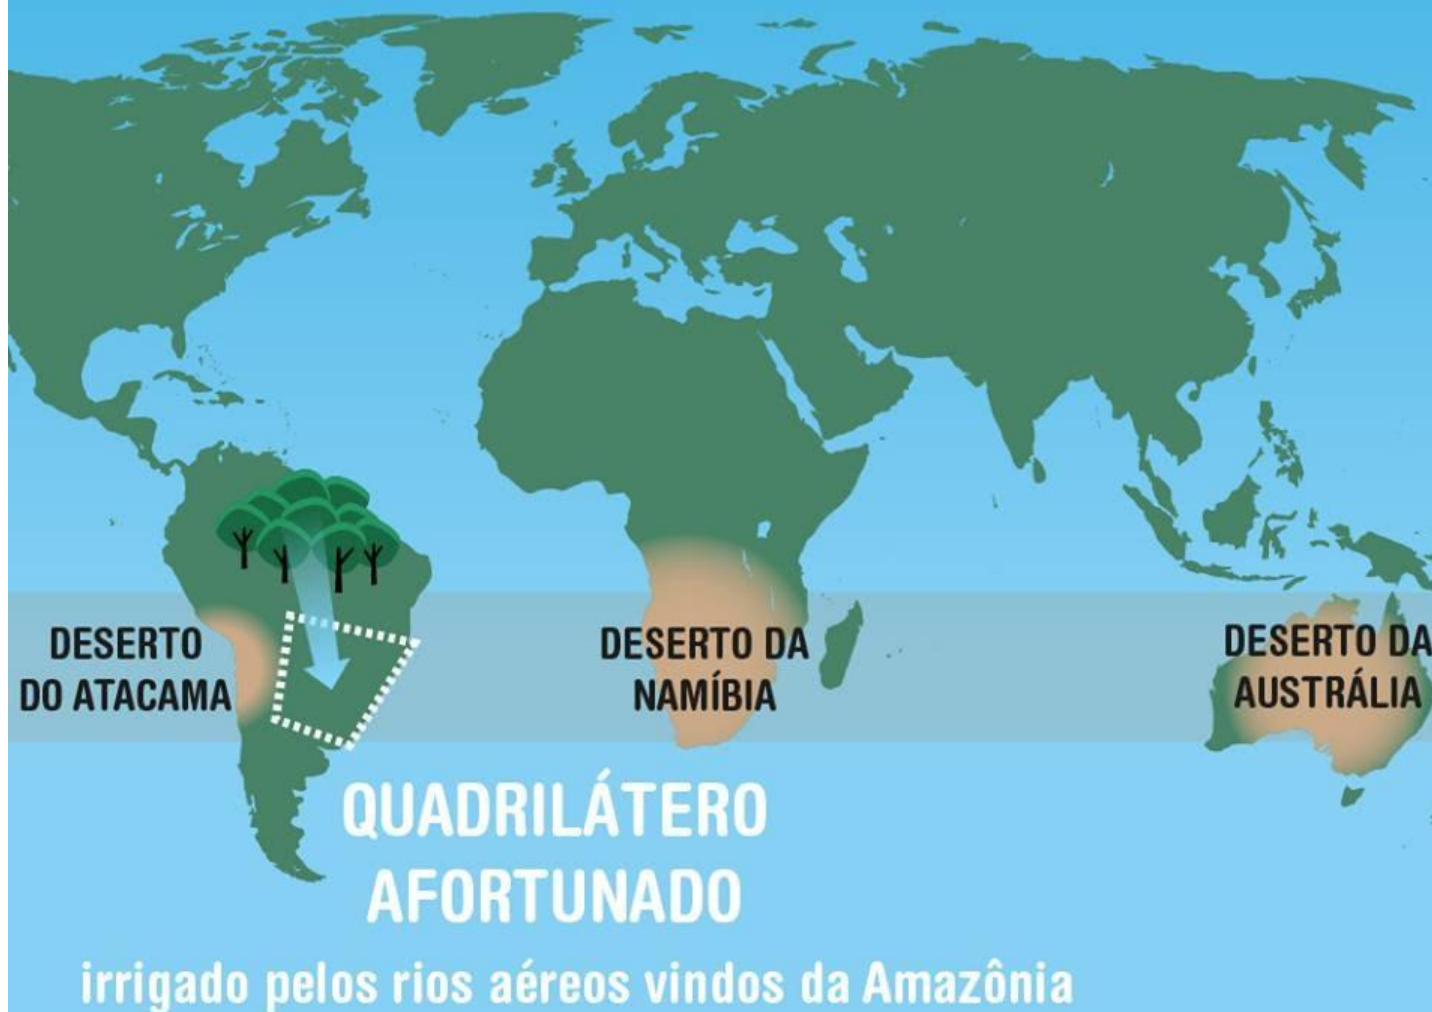 DESERTO
DO ATACAMA
DESERTO DA
NAMÍBIA
DESERTO DA
AUSTRÁLIA
QUADRILÁTERO
AFORTUNADO
irrigado pelos rios aéreos vindos da Amazônia